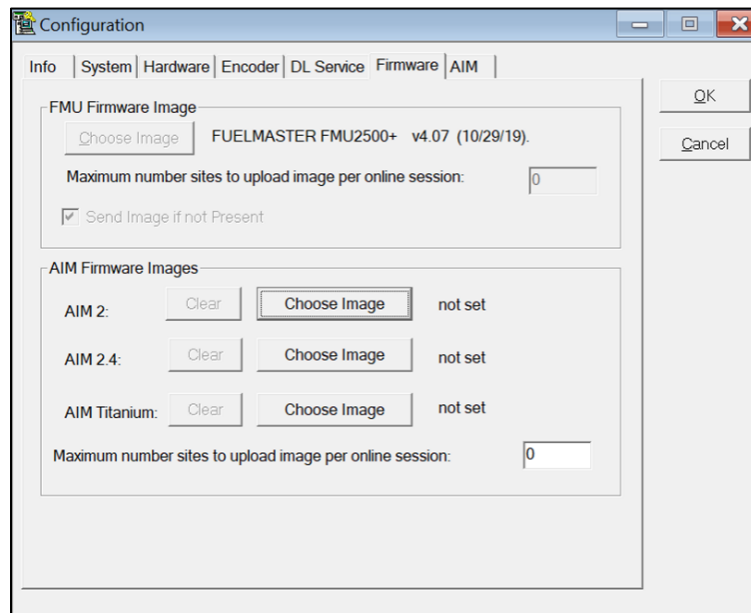 Configuration
Info System Hardware Encoder DL Service Firmware AIM
OK
Cancel
FMU Firmware Image
Choose Image FUELMASTER FMU2500+ v4.07 (10/29/19).
Maximum number sites to upload image per online session: 0
Send Image if not Present
AIM Firmware Images
AIM 2: Clear Choose Image not set
AIM 2.4: Clear Choose Image not set
AIM Titanium: Clear Choose Image not set
Maximum number sites to upload image per online session: 0